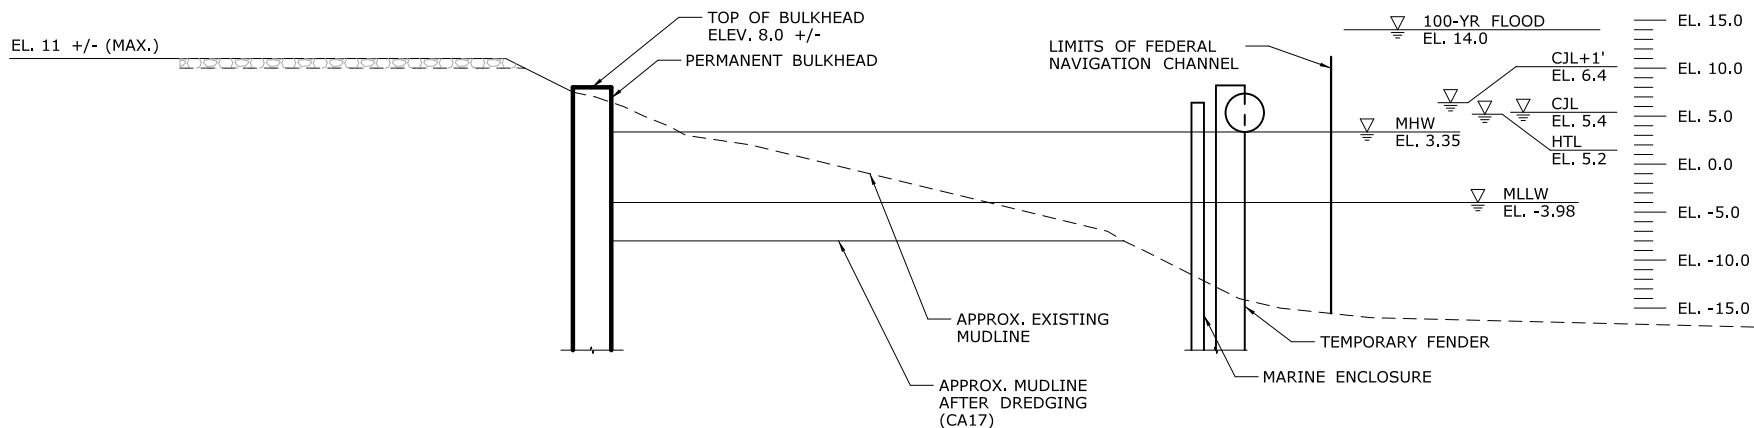 EL. 11 +/- (MAX.)
TOP OF BULKHEAD
ELEV. 8.0 +/-
PERMANENT BULKHEAD
LIMITS OF FEDERAL
NAVIGATION CHANNEL
100-YR FLOOD
EL. 14.0
CJL+1'
EL. 6.4
CJL
EL. 5.4
HTL
EL. 5.2
MHW
EL. 3.35
MLLW
EL. -3.98
EL. 15.0
EL. 10.0
EL. 5.0
EL. 0.0
EL. -5.0
EL. -10.0
EL. -15.0
APPROX. EXISTING
MUDLINE
APPROX. MUDLINE
AFTER DREDGING
(CA17)
TEMPORARY FENDER
MARINE ENCLOSURE